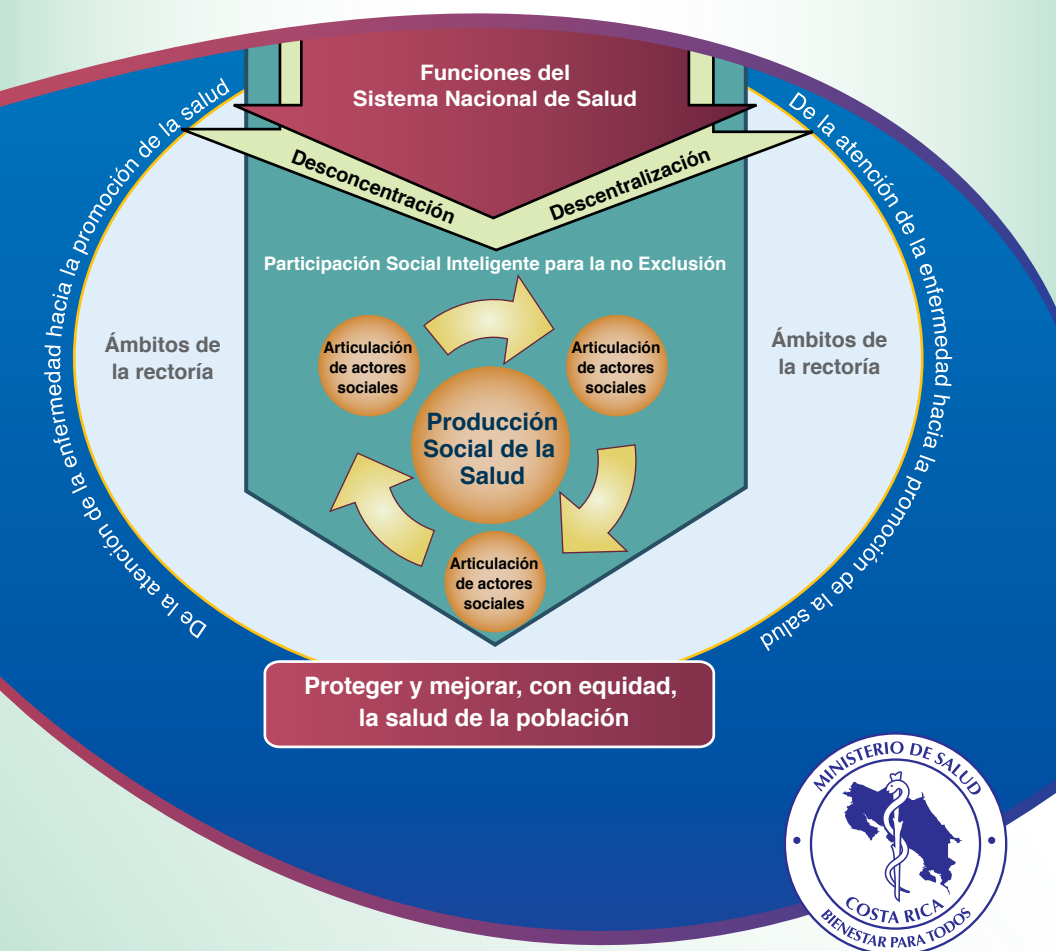 Funciones del
Sistema Nacional de Salud
Desconcentración
Descentralización
De la atención de la enfermedad hacia la promoción de la salud
De la atención de la enfermedad hacia la promoción de la salud
Participación Social Inteligente para la no Exclusión
Ámbitos de
la rectoría
Ámbitos de
la rectoría
Articulación
de actores
sociales
Articulación
de actores
sociales
Producción
Social de la
Salud
Articulación
de actores
sociales
Proteger y mejorar, con equidad,
la salud de la población
MINISTERIO DE SALUD
COSTA RICA
BIENESTAR PARA TODOS